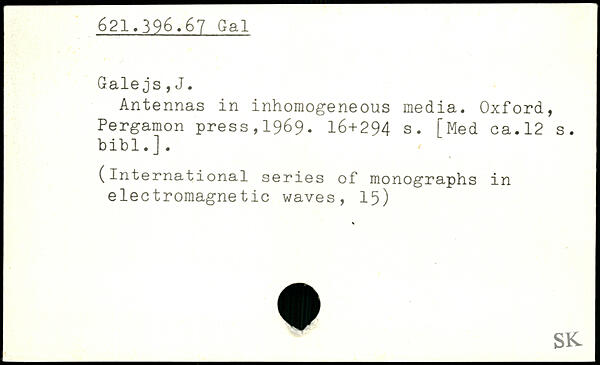 621.396.67 Gal
Galejs,J.
Antennas in inhomogeneous media. Oxford,
Pergamon press,1969. 16+294 s. [Med ca.12 s.
bibl.].
(International series of monographs in
electromagnetic waves, 15)
SK